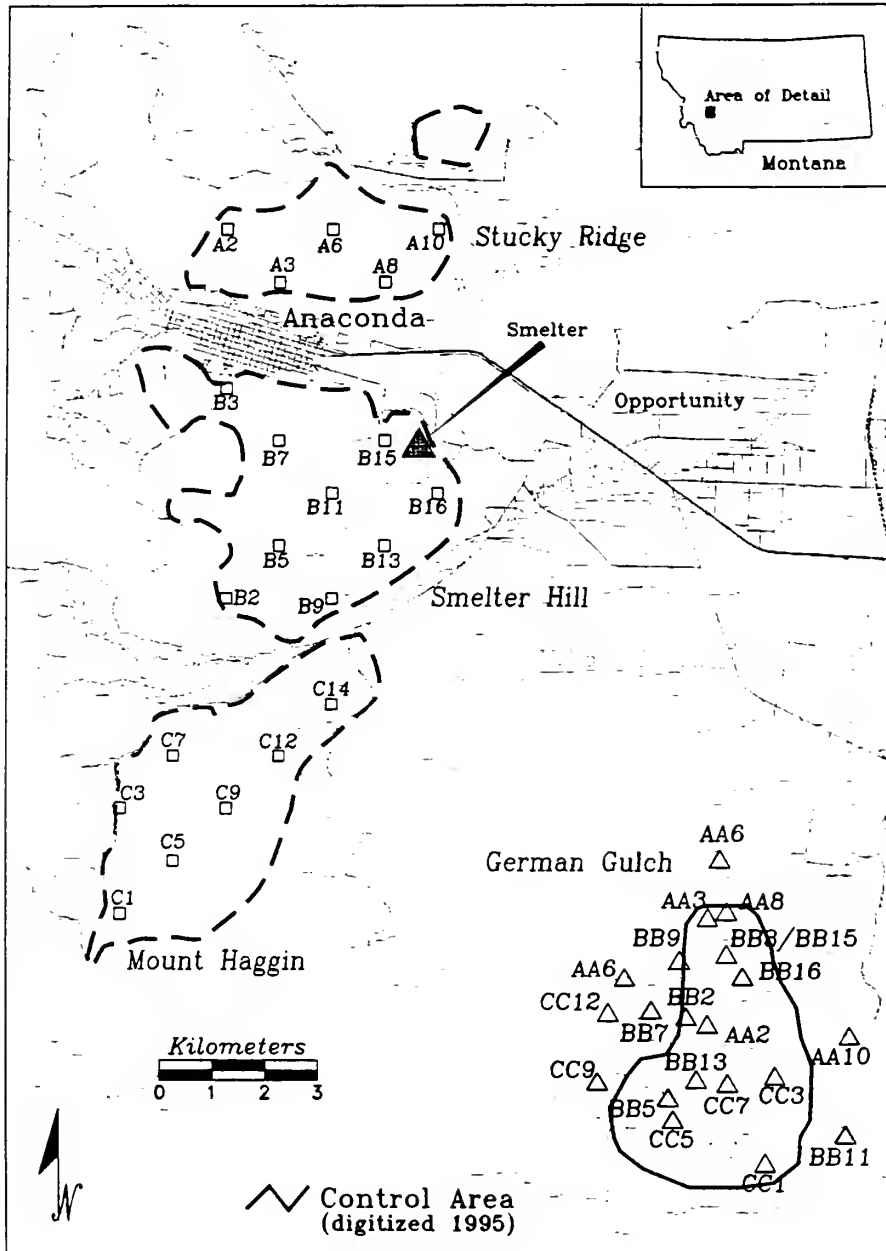 Area of Detail
Montana
A2
A6
A10
Stucky Ridge
A3
A8
Anaconda
Smelter
B3
Opportunity
B7
B15
B11
B16
B5
B13
B2
B9
Smelter Hill
C14
C7
C12
C3
C9
C5
C1
Mount Haggin
German Gulch
AA6
AA3
AA8
BB9
BB3/BB15
AA6
BB16
CC12
BB2
BB7
AA2
AA10
CC9
BB13
BB5
CC7
CC3
CC5
BB11
CC1
Kilometers
0 1 2 3
N
Control Area
(digitized 1995)